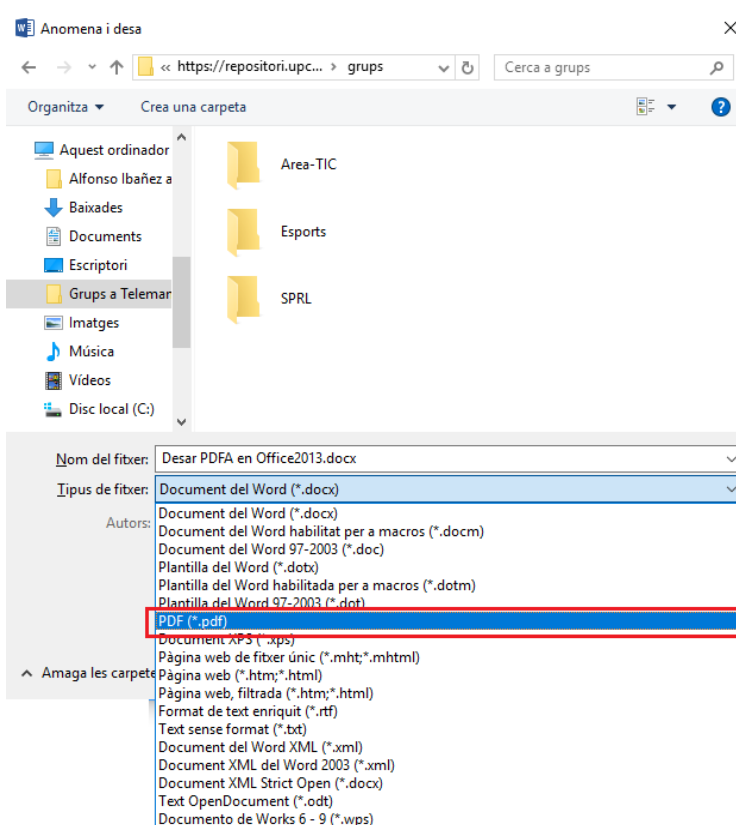 Anomena i desa
« https://repositori.upc... > grups
Cerca a grups
Organitza
Crea una carpeta
Aquest ordinador
Alfonso Ibañez a
Baixades
Documents
Escriptori
Grups a Telemar
Imatges
Música
Vídeos
Disc local (C:)
Area-TIC
Esports
SPRL
Nom del fitxer: Desar PDFA en Office2013.docx
Tipus de fitxer: Document del Word (*.docx)
Autors:
Document del Word (*.docx)
Document del Word habilitat per a macros (*.docm)
Document del Word 97-2003 (*.doc)
Plantilla del Word (*.dotx)
Plantilla del Word habilitada per a macros (*.dotm)
Plantilla del Word 97-2003 (*.dot)
PDF (*.pdf)
Document XPS (*.xps)
Pàgina web de fitxer únic (*.mht;*.mhtml)
Amaga les carpete
Pàgina web (*.htm;*.html)
Pàgina web, filtrada (*.htm;*.html)
Format de text enriquit (*.rtf)
Text sense format (*.txt)
Document del Word XML (*.xml)
Document XML del Word 2003 (*.xml)
Document XML Strict Open (*.docx)
Text OpenDocument (*.odt)
Documento de Works 6 - 9 (*.wps)